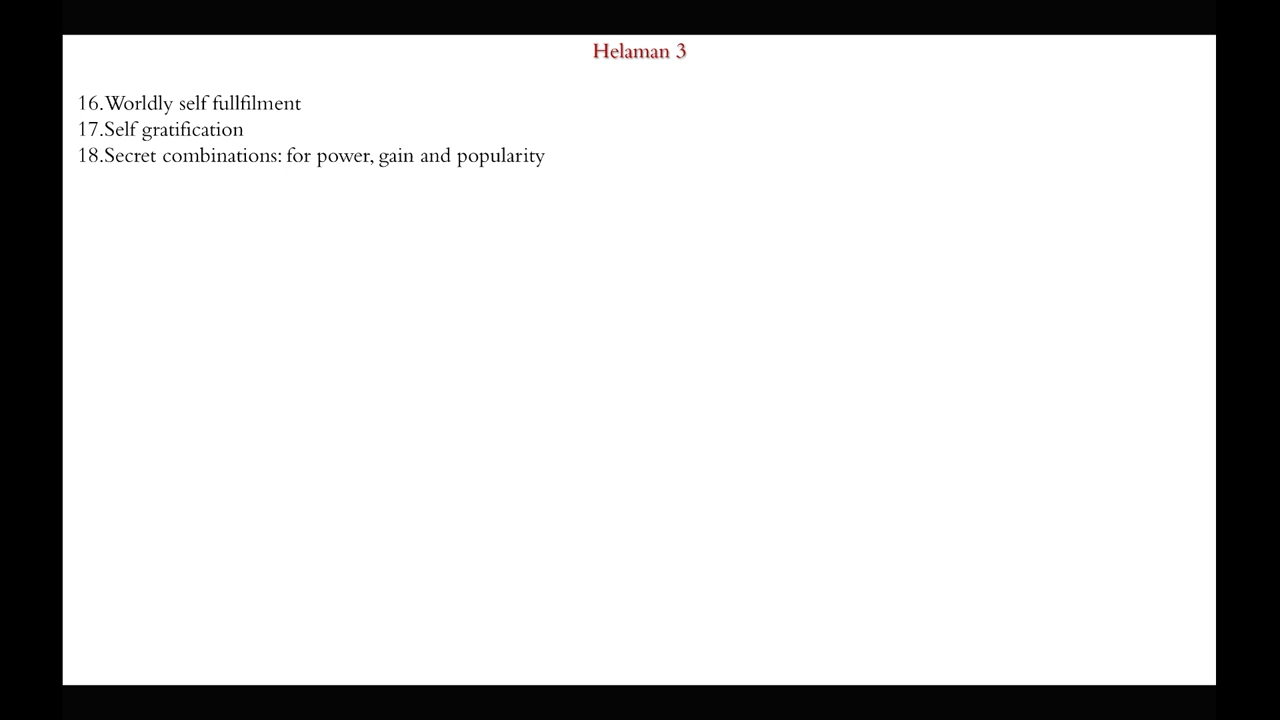 Helaman 3
16.Worldly self fullfilment
17.Self gratification
18.Secret combinations: for power, gain and popularity